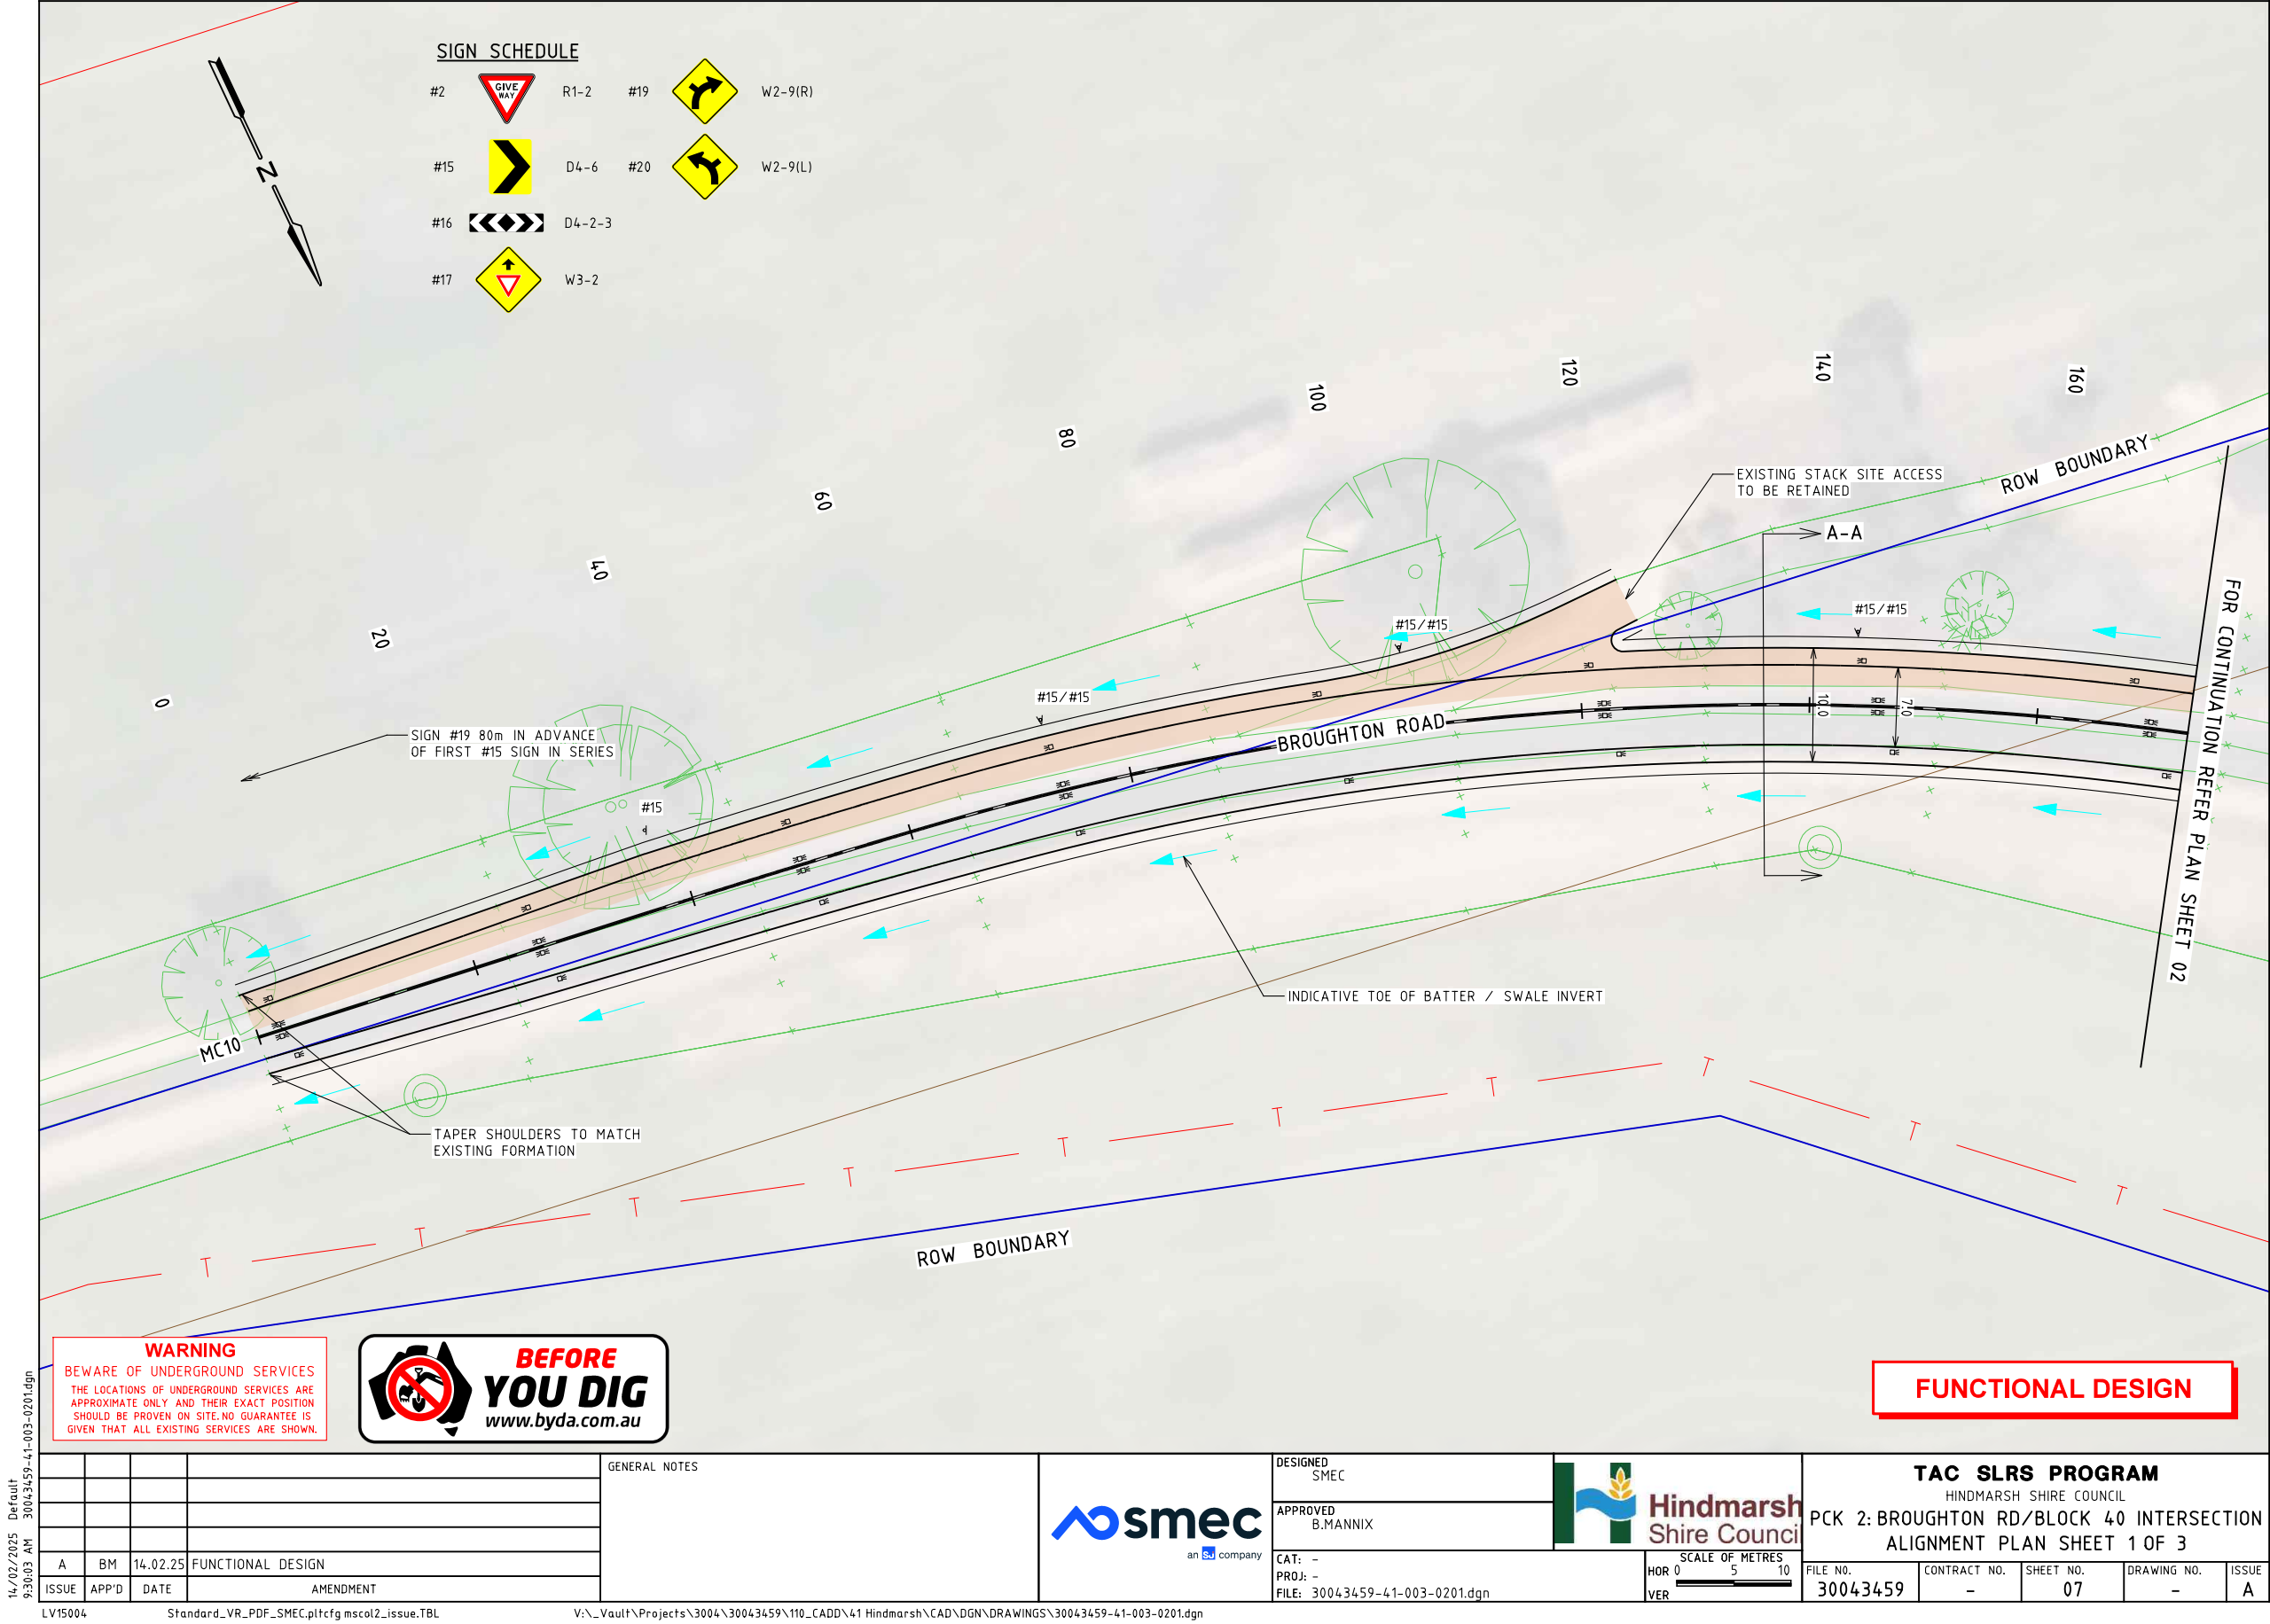 SIGN SCHEDULE
#2 GIVE WAY R1-2 #19 W2-9(R)
#15 D4-6 #20 W2-9(L)
#16 D4-2-3
#17 W3-2
N
0
20
40
60
80
100
120
140
160
EXISTING STACK SITE ACCESS
TO BE RETAINED
ROW BOUNDARY
A-A
#15/#15
#15/#15
#15/#15
#15
SIGN #19 80m IN ADVANCE
OF FIRST #15 SIGN IN SERIES
BROUGHTON ROAD
10.0
7.0
FOR CONTINUATION REFER PLAN SHEET 02
INDICATIVE TOE OF BATTER / SWALE INVERT
MC10
TAPER SHOULDERS TO MATCH
EXISTING FORMATION
T T T T T T T T T T
ROW BOUNDARY
WARNING
BEWARE OF UNDERGROUND SERVICES
THE LOCATIONS OF UNDERGROUND SERVICES ARE
APPROXIMATE ONLY AND THEIR EXACT POSITION
SHOULD BE PROVEN ON SITE. NO GUARANTEE IS
GIVEN THAT ALL EXISTING SERVICES ARE SHOWN.
BEFORE
YOU DIG
www.byda.com.au
FUNCTIONAL DESIGN
14/02/2025 Default
9:30:03 AM 30043459-41-003-0201.dgn
A BM 14.02.25 FUNCTIONAL DESIGN
ISSUE APP'D DATE AMENDMENT
GENERAL NOTES
smec
an SJ company
DESIGNED
SMEC
APPROVED
B.MANNIX
CAT: -
PROJ: -
FILE: 30043459-41-003-0201.dgn
Hindmarsh
Shire Council
SCALE OF METRES
HOR 0 5 10
VER
TAC SLRS PROGRAM
HINDMARSH SHIRE COUNCIL
PCK 2: BROUGHTON RD/BLOCK 40 INTERSECTION
ALIGNMENT PLAN SHEET 1 OF 3
FILE NO. CONTRACT NO. SHEET NO. DRAWING NO. ISSUE
30043459 - 07 - A
LV15004 Standard_VR_PDF_SMEC.pltcfg mscol2_issue.TBL V:\_Vault\Projects\3004\30043459\110_CADD\41 Hindmarsh\CAD\DGN\DRAWINGS\30043459-41-003-0201.dgn